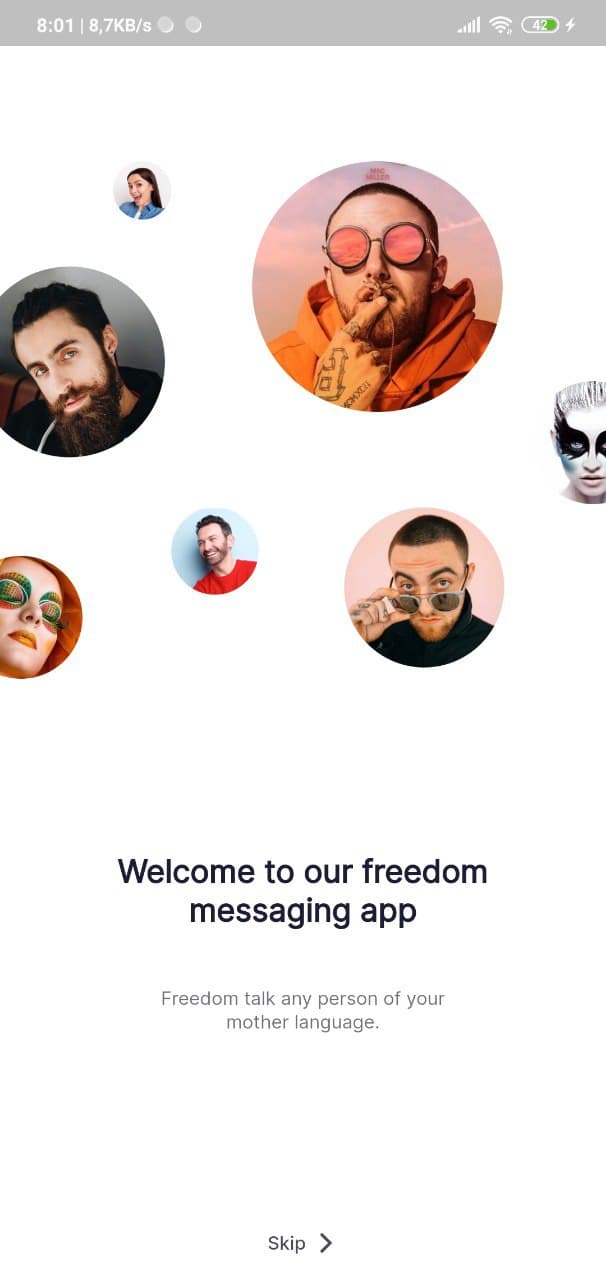 8:01 | 8,7KB/s
42
MAC
MILLER
Welcome to our freedom
messaging app
Freedom talk any person of your
mother language.
Skip